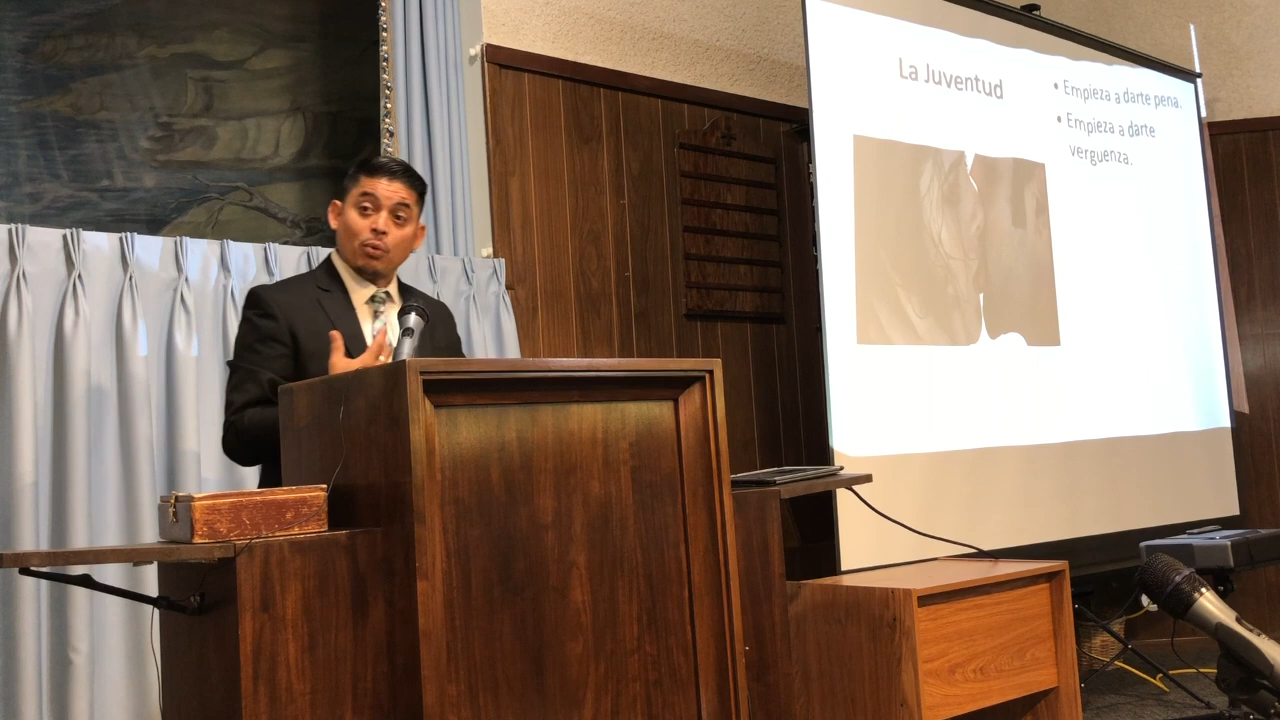 La Juventud
• Empieza a darte pena.
• Empieza a darte
verguenza.